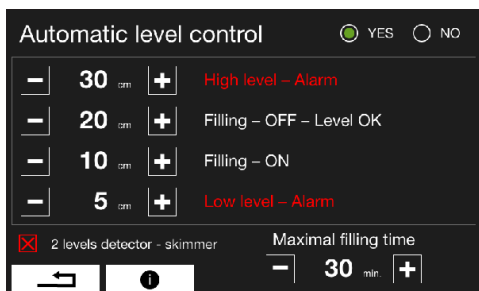 Automatic level control YES NO
− 30 cm + High level – Alarm
− 20 cm + Filling – OFF – Level OK
− 10 cm + Filling – ON
− 5 cm + Low level – Alarm
2 levels detector - skimmer
Maximal filling time
− 30 min. +